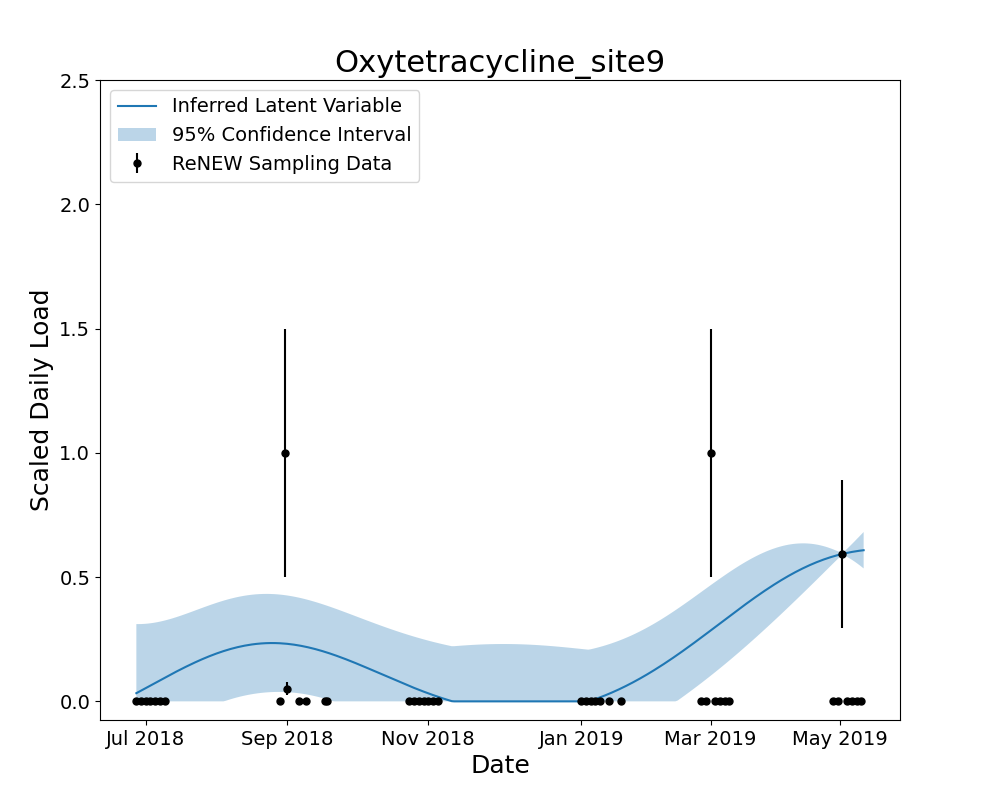 Oxytetracycline_site9
2.5
2.0
1.5
1.0
0.5
0.0
Scaled Daily Load
Inferred Latent Variable
95% Confidence Interval
ReNEW Sampling Data
Jul 2018
Sep 2018
Nov 2018
Jan 2019
Mar 2019
May 2019
Date